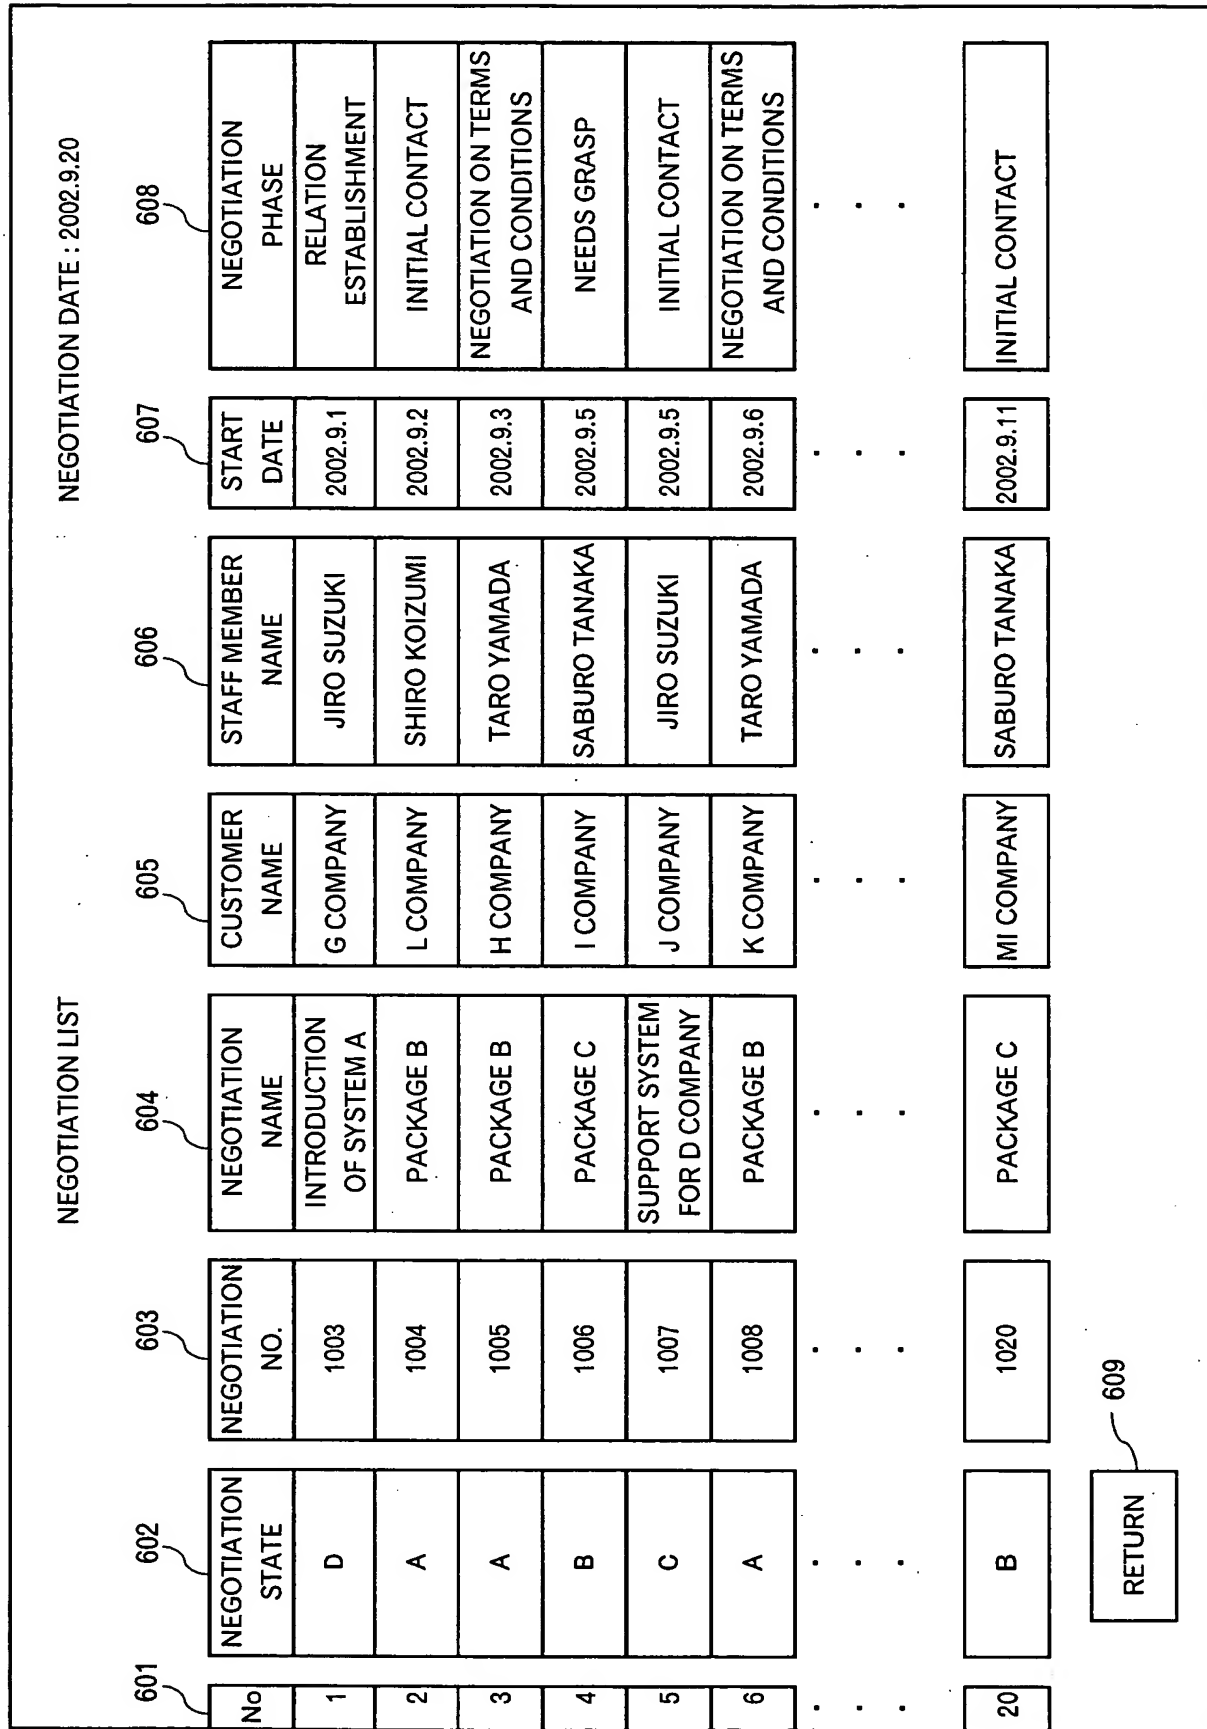 NEGOTIATION LIST
NEGOTIATION DATE : 2002.9.20
601
602
603
604
605
606
607
608
No
NEGOTIATION
STATE
NEGOTIATION
NO.
NEGOTIATION
NAME
CUSTOMER
NAME
STAFF MEMBER
NAME
START
DATE
NEGOTIATION
PHASE
1
D
1003
INTRODUCTION
OF SYSTEM A
G COMPANY
JIRO SUZUKI
2002.9.1
RELATION
ESTABLISHMENT
2
A
1004
PACKAGE B
L COMPANY
SHIRO KOIZUMI
2002.9.2
INITIAL CONTACT
3
A
1005
PACKAGE B
H COMPANY
TARO YAMADA
2002.9.3
NEGOTIATION ON TERMS
AND CONDITIONS
4
B
1006
PACKAGE C
I COMPANY
SABURO TANAKA
2002.9.5
NEEDS GRASP
5
C
1007
SUPPORT SYSTEM
FOR D COMPANY
J COMPANY
JIRO SUZUKI
2002.9.5
INITIAL CONTACT
6
A
1008
PACKAGE B
K COMPANY
TARO YAMADA
2002.9.6
NEGOTIATION ON TERMS
AND CONDITIONS
20
B
1020
PACKAGE C
MI COMPANY
SABURO TANAKA
2002.9.11
INITIAL CONTACT
RETURN
609